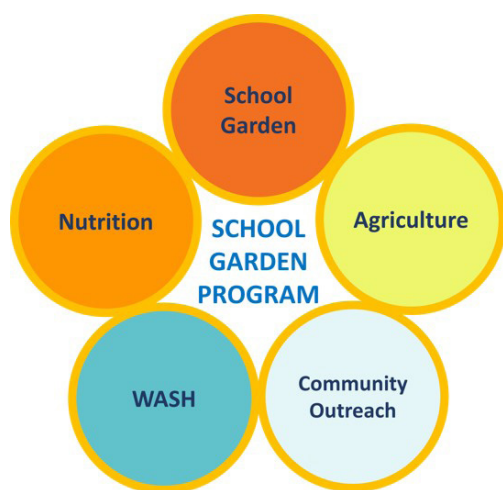 School
Garden
Nutrition
Agriculture
SCHOOL
GARDEN
PROGRAM
WASH
Community
Outreach